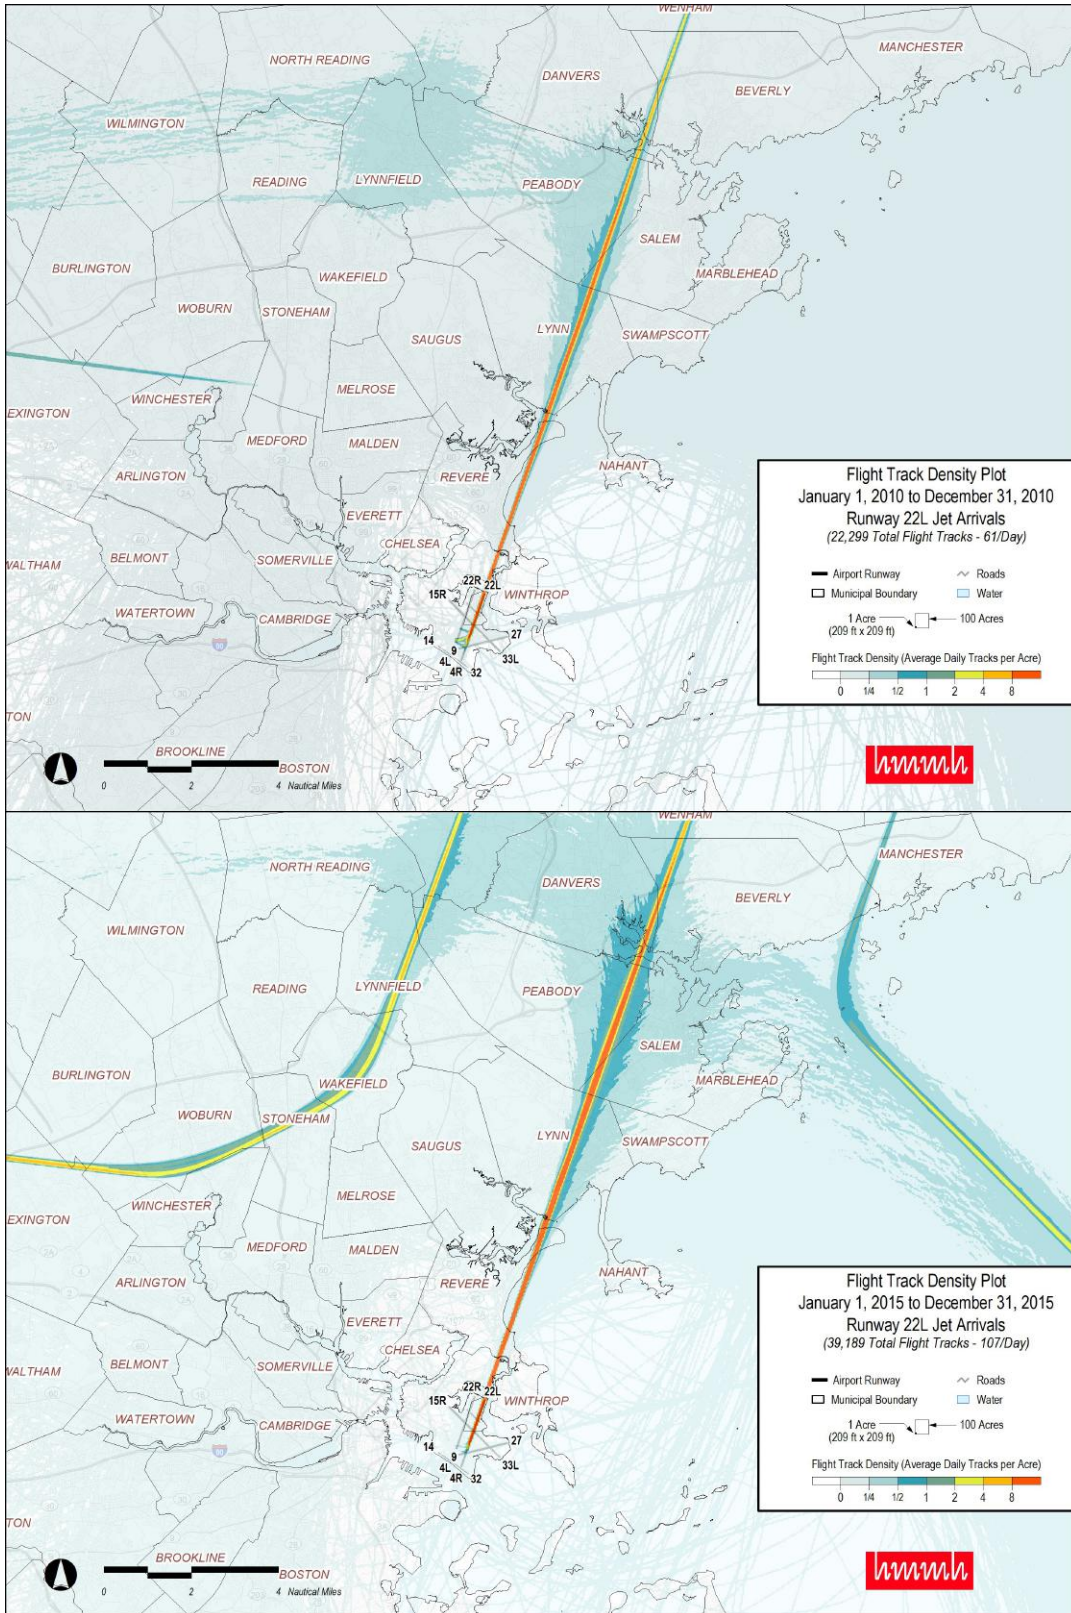 WENHAM
MANCHESTER
NORTH READING
DANVERS
BEVERLY
WILMINGTON
READING
LYNNFIELD
PEABODY
SALEM
BURLINGTON
WAKEFIELD
MARBLEHEAD
WOBURN
STONEHAM
LYNN
SWAMPSCOTT
SAUGUS
MELROSE
WINCHESTER
EXINGTON
MEDFORD
MALDEN
NAHANT
ARLINGTON
REVERE
EVERETT
CHELSEA
BELMONT
SOMERVILLE
WALTHAM
22R
22L
15R
WINTHROP
WATERTOWN
CAMBRIDGE
14
27
9
33L
4L
4R
32
TON
BROOKLINE
BOSTON
0 2 4 Nautical Miles
Flight Track Density Plot
January 1, 2010 to December 31, 2010
Runway 22L Jet Arrivals
(22,299 Total Flight Tracks - 61/Day)
Airport Runway
Roads
Municipal Boundary
Water
1 Acre
(209 ft x 209 ft)
100 Acres
Flight Track Density (Average Daily Tracks per Acre)
0 1/4 1/2 1 2 4 8
hmmh
WENHAM
MANCHESTER
NORTH READING
DANVERS
BEVERLY
WILMINGTON
READING
LYNNFIELD
PEABODY
SALEM
BURLINGTON
WAKEFIELD
MARBLEHEAD
WOBURN
STONEHAM
LYNN
SWAMPSCOTT
SAUGUS
MELROSE
WINCHESTER
EXINGTON
MEDFORD
MALDEN
NAHANT
ARLINGTON
REVERE
EVERETT
CHELSEA
BELMONT
SOMERVILLE
WALTHAM
22R
22L
15R
WINTHROP
WATERTOWN
CAMBRIDGE
14
27
9
33L
4L
4R
32
TON
BROOKLINE
BOSTON
0 2 4 Nautical Miles
Flight Track Density Plot
January 1, 2015 to December 31, 2015
Runway 22L Jet Arrivals
(39,189 Total Flight Tracks - 107/Day)
Airport Runway
Roads
Municipal Boundary
Water
1 Acre
(209 ft x 209 ft)
100 Acres
Flight Track Density (Average Daily Tracks per Acre)
0 1/4 1/2 1 2 4 8
hmmh